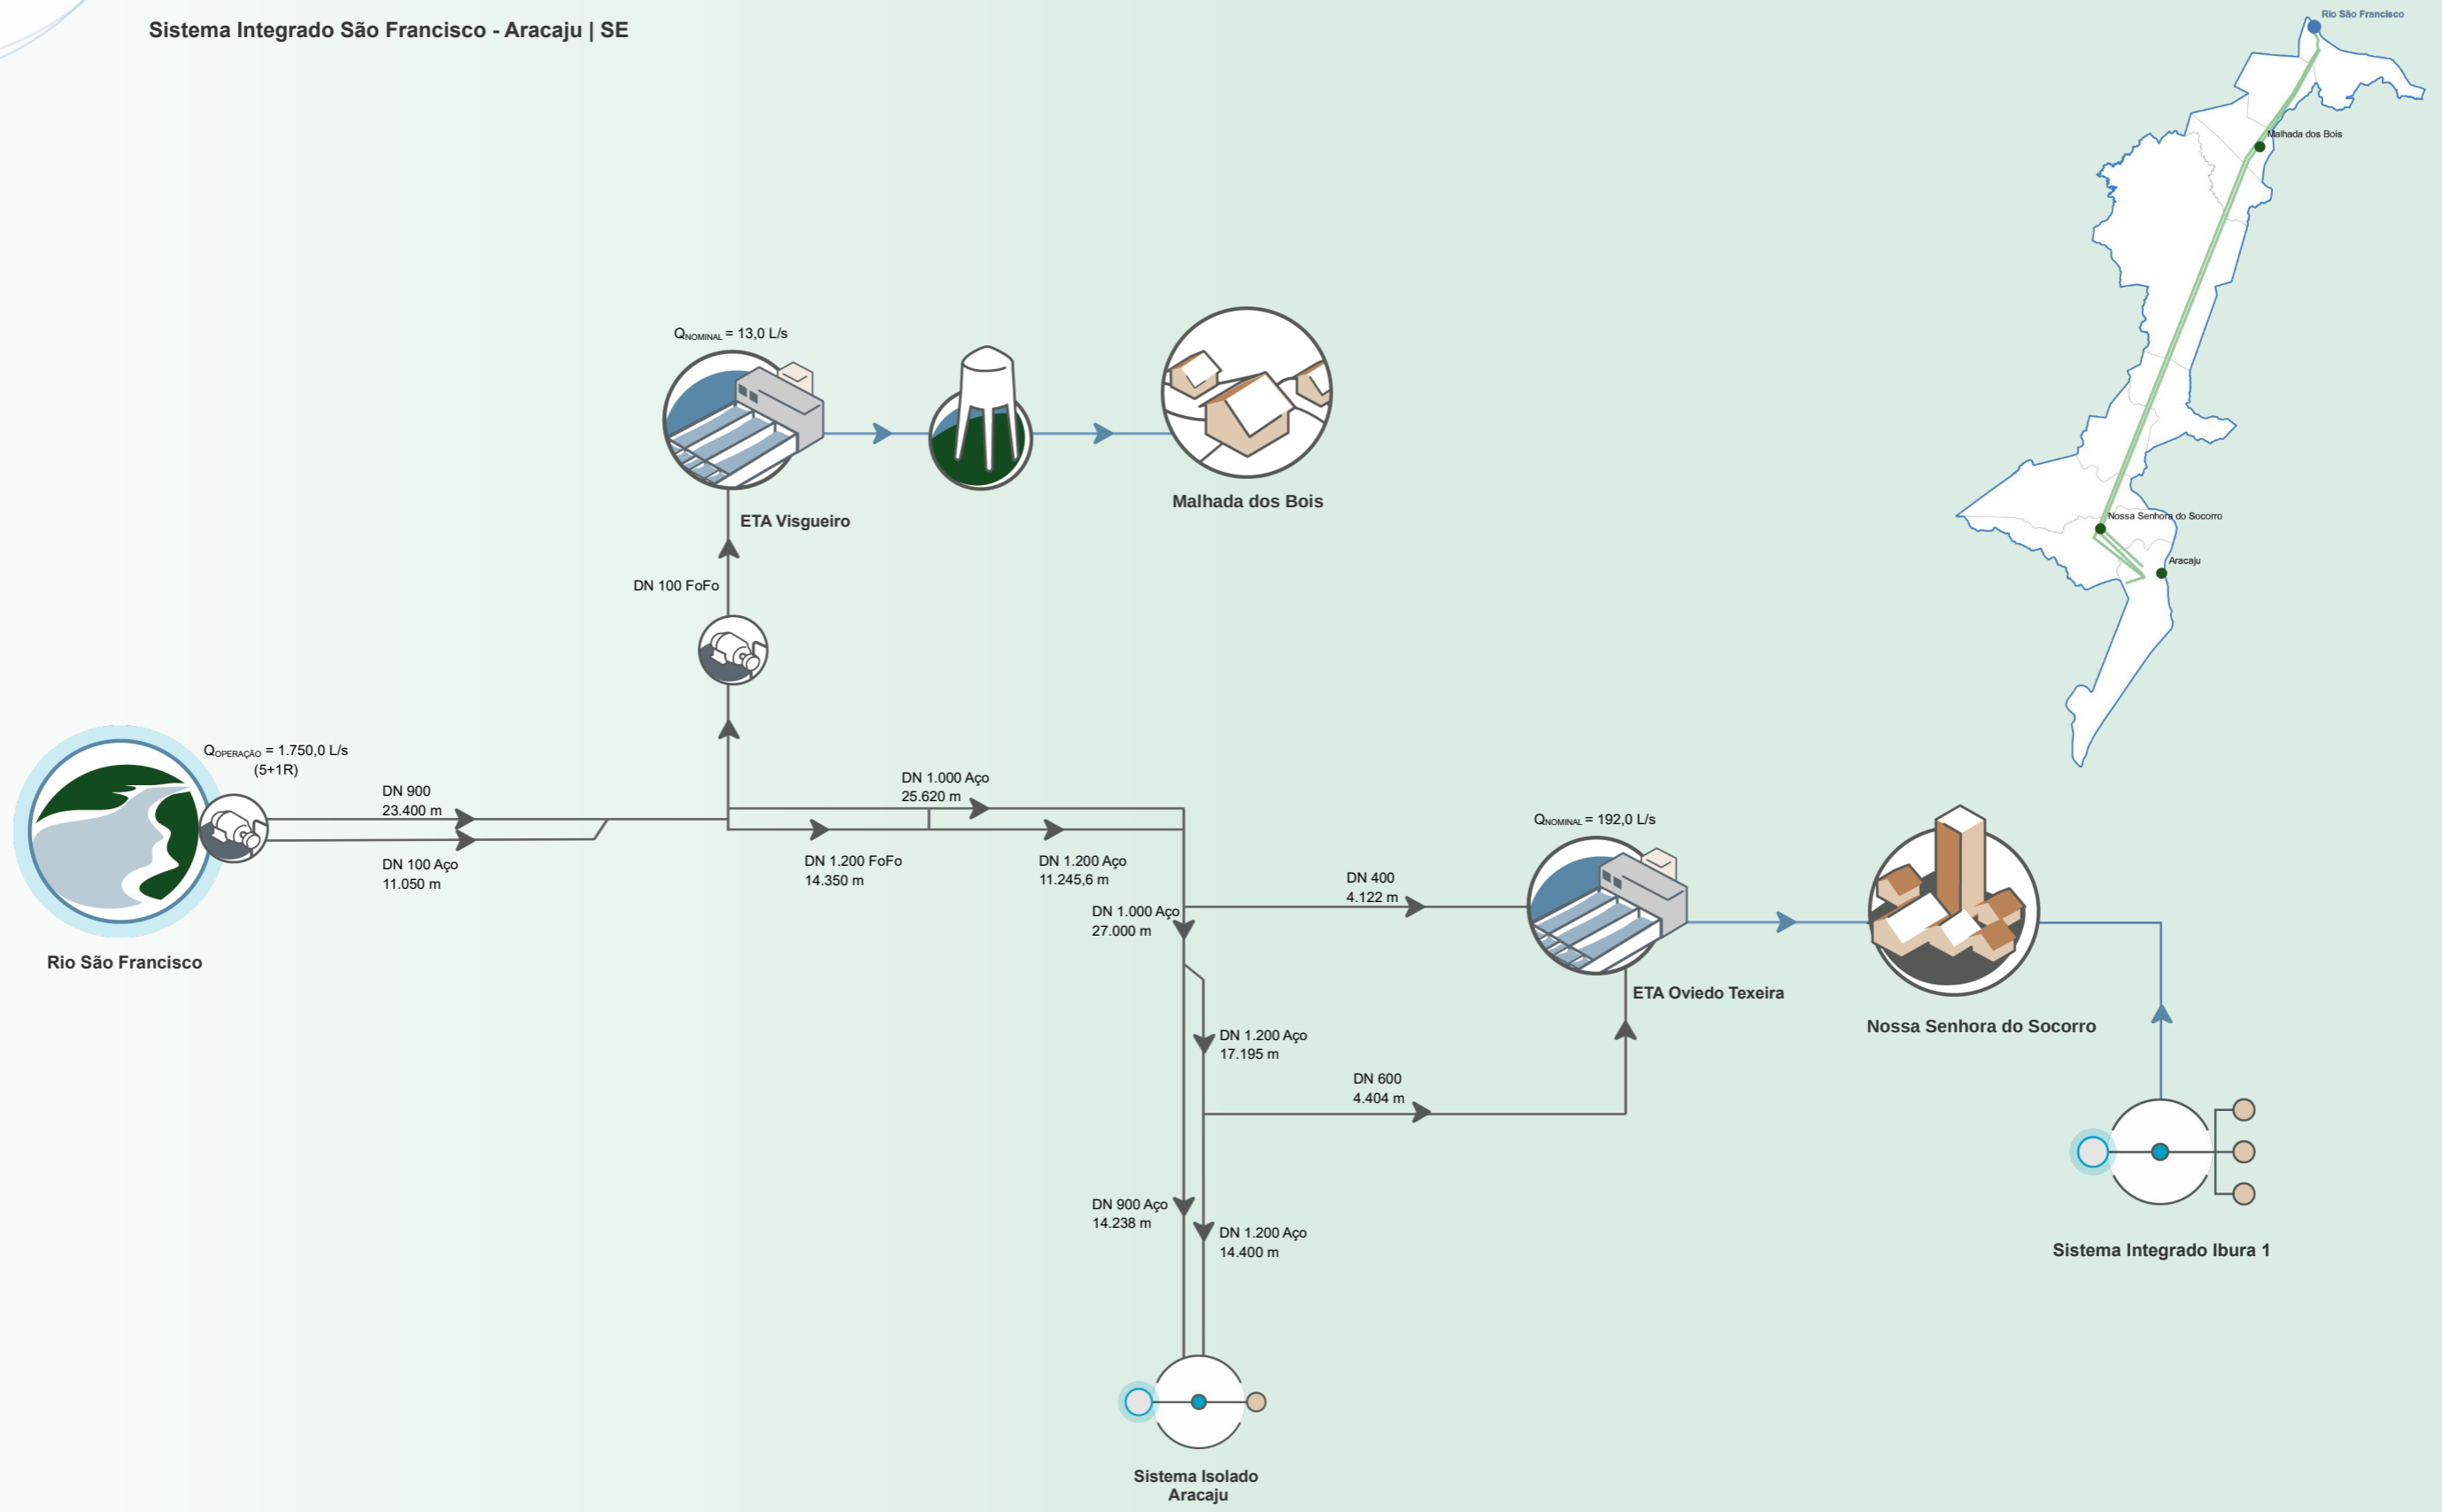 Sistema Integrado São Francisco - Aracaju | SE
Rio São Francisco
Malhada dos Bois
Nossa Senhora do Socorro
Aracaju
QNOMINAL = 13,0 L/s
ETA Visgueiro
Malhada dos Bois
DN 100 FoFo
QOPERAÇÃO = 1.750,0 L/s
(5+1R)
DN 900
23.400 m
DN 100 Aço
11.050 m
Rio São Francisco
DN 1.000 Aço
25.620 m
DN 1.200 FoFo
14.350 m
DN 1.200 Aço
11.245,6 m
DN 1.000 Aço
27.000 m
DN 400
4.122 m
QNOMINAL = 192,0 L/s
ETA Oviedo Texeira
Nossa Senhora do Socorro
DN 1.200 Aço
17.195 m
DN 600
4.404 m
DN 900 Aço
14.238 m
DN 1.200 Aço
14.400 m
Sistema Integrado Ibura 1
Sistema Isolado
Aracaju